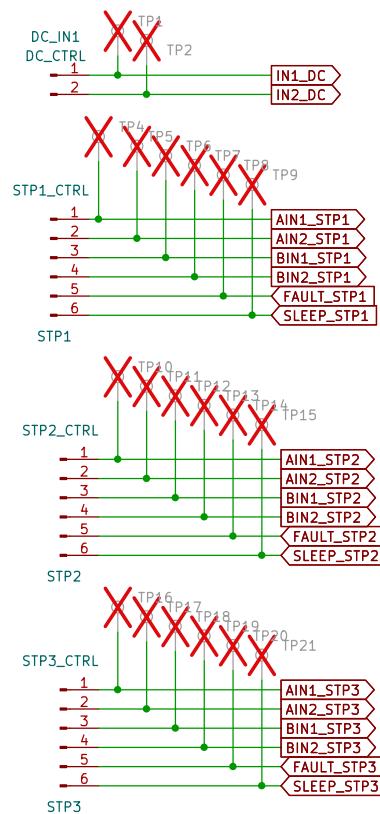 TP1
DC_IN1
TP2
DC_CTRL
1 IN1_DC
2 IN2_DC
TP4
TP5
TP6
TP7
TP8
TP9
STP1_CTRL
1 AIN1_STP1
2 AIN2_STP1
3 BIN1_STP1
4 BIN2_STP1
5 FAULT_STP1
6 SLEEP_STP1
STP1
TP10
TP11
TP12
TP13
TP14
TP15
STP2_CTRL
1 AIN1_STP2
2 AIN2_STP2
3 BIN1_STP2
4 BIN2_STP2
5 FAULT_STP2
6 SLEEP_STP2
STP2
TP16
TP17
TP18
TP19
TP20
TP21
STP3_CTRL
1 AIN1_STP3
2 AIN2_STP3
3 BIN1_STP3
4 BIN2_STP3
5 FAULT_STP3
6 SLEEP_STP3
STP3